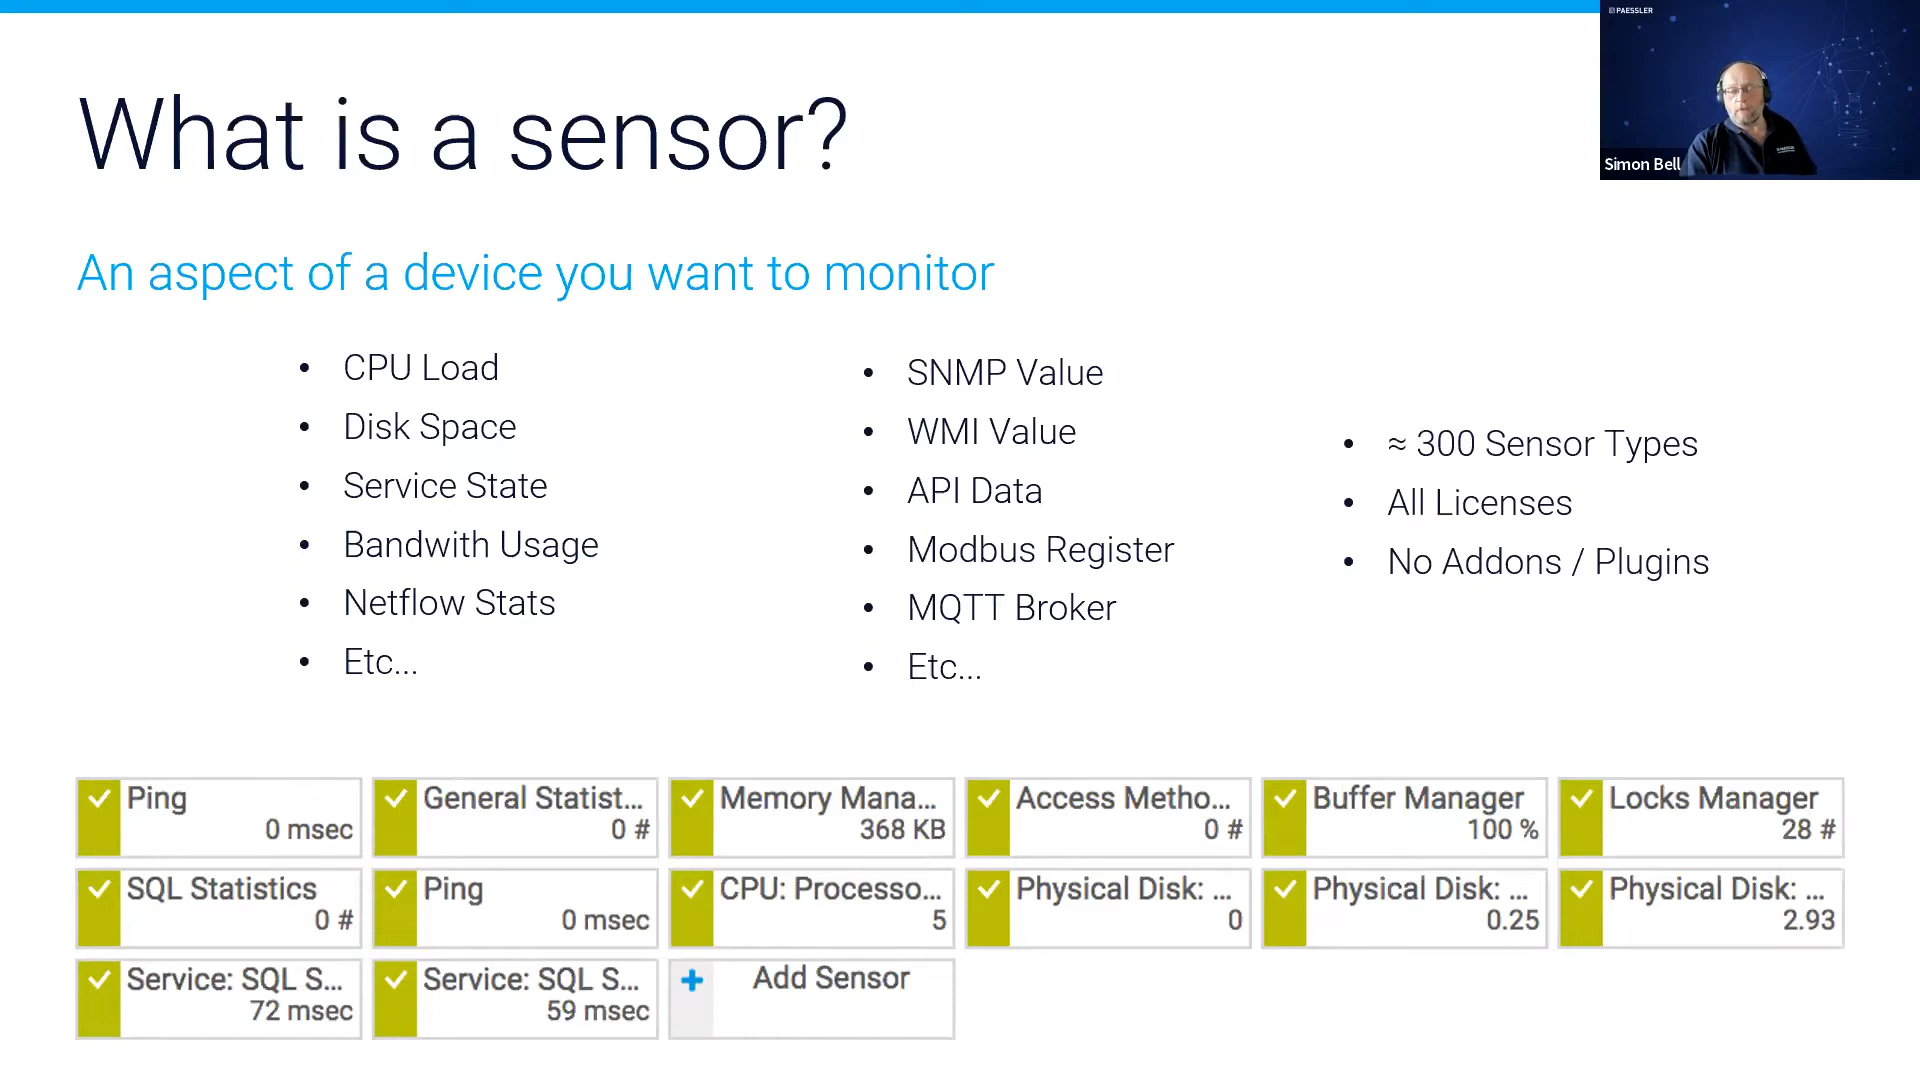 PAESSLER
Simon Bell
What is a sensor?
An aspect of a device you want to monitor
• CPU Load
• Disk Space
• Service State
• Bandwith Usage
• Netflow Stats
• Etc...
• SNMP Value
• WMI Value
• API Data
• Modbus Register
• MQTT Broker
• Etc...
• ≈ 300 Sensor Types
• All Licenses
• No Addons / Plugins
Ping
0 msec
General Statist...
0 #
Memory Mana...
368 KB
Access Metho...
0 #
Buffer Manager
100 %
Locks Manager
28 #
SQL Statistics
0 #
Ping
0 msec
CPU: Processo...
5
Physical Disk: ...
0
Physical Disk: ...
0.25
Physical Disk: ...
2.93
Service: SQL S...
72 msec
Service: SQL S...
59 msec
Add Sensor